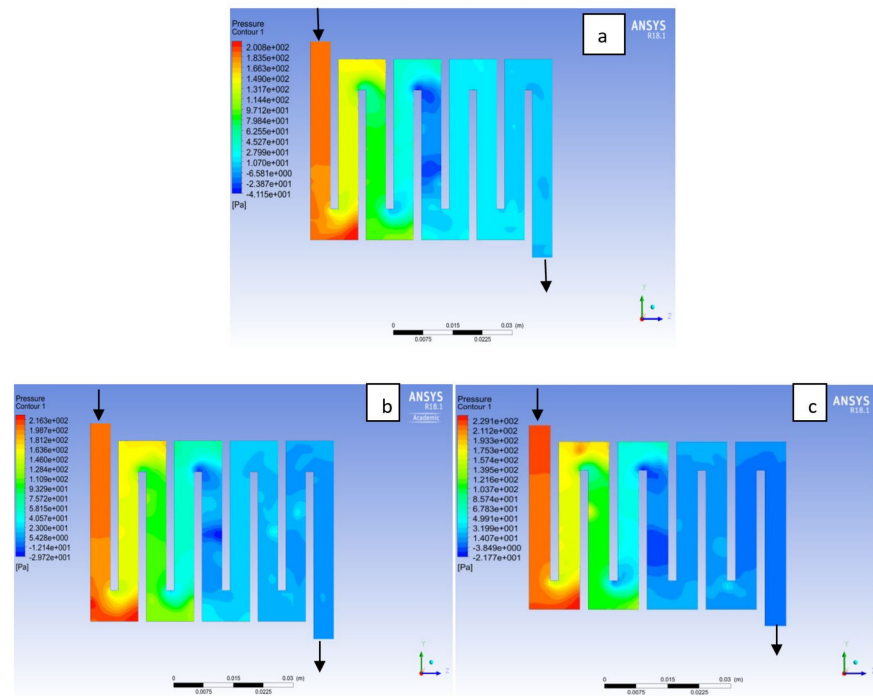 Pressure
Contour 1
2.008e+002
1.835e+002
1.663e+002
1.490e+002
1.317e+002
1.144e+002
9.712e+001
7.984e+001
6.255e+001
4.527e+001
2.799e+001
1.070e+001
-6.581e+000
-2.387e+001
-4.115e+001
[Pa]
a
ANSYS
R18.1
0 0.015 0.03 (m)
0.0075 0.0225
Y
Z
Pressure
Contour 1
2.163e+002
1.987e+002
1.812e+002
1.636e+002
1.460e+002
1.284e+002
1.109e+002
9.329e+001
7.572e+001
5.815e+001
4.057e+001
2.300e+001
5.428e+000
-1.214e+001
-2.972e+001
[Pa]
b
ANSYS
R18.1
Academic
0 0.015 0.03 (m)
0.0075 0.0225
Y
Z
Pressure
Contour 1
2.291e+002
2.112e+002
1.933e+002
1.753e+002
1.574e+002
1.395e+002
1.216e+002
1.037e+002
8.574e+001
6.783e+001
4.991e+001
3.199e+001
1.407e+001
-3.849e+000
-2.177e+001
[Pa]
c
ANSYS
R18.1
0 0.015 0.03 (m)
0.0075 0.0225
Y
Z